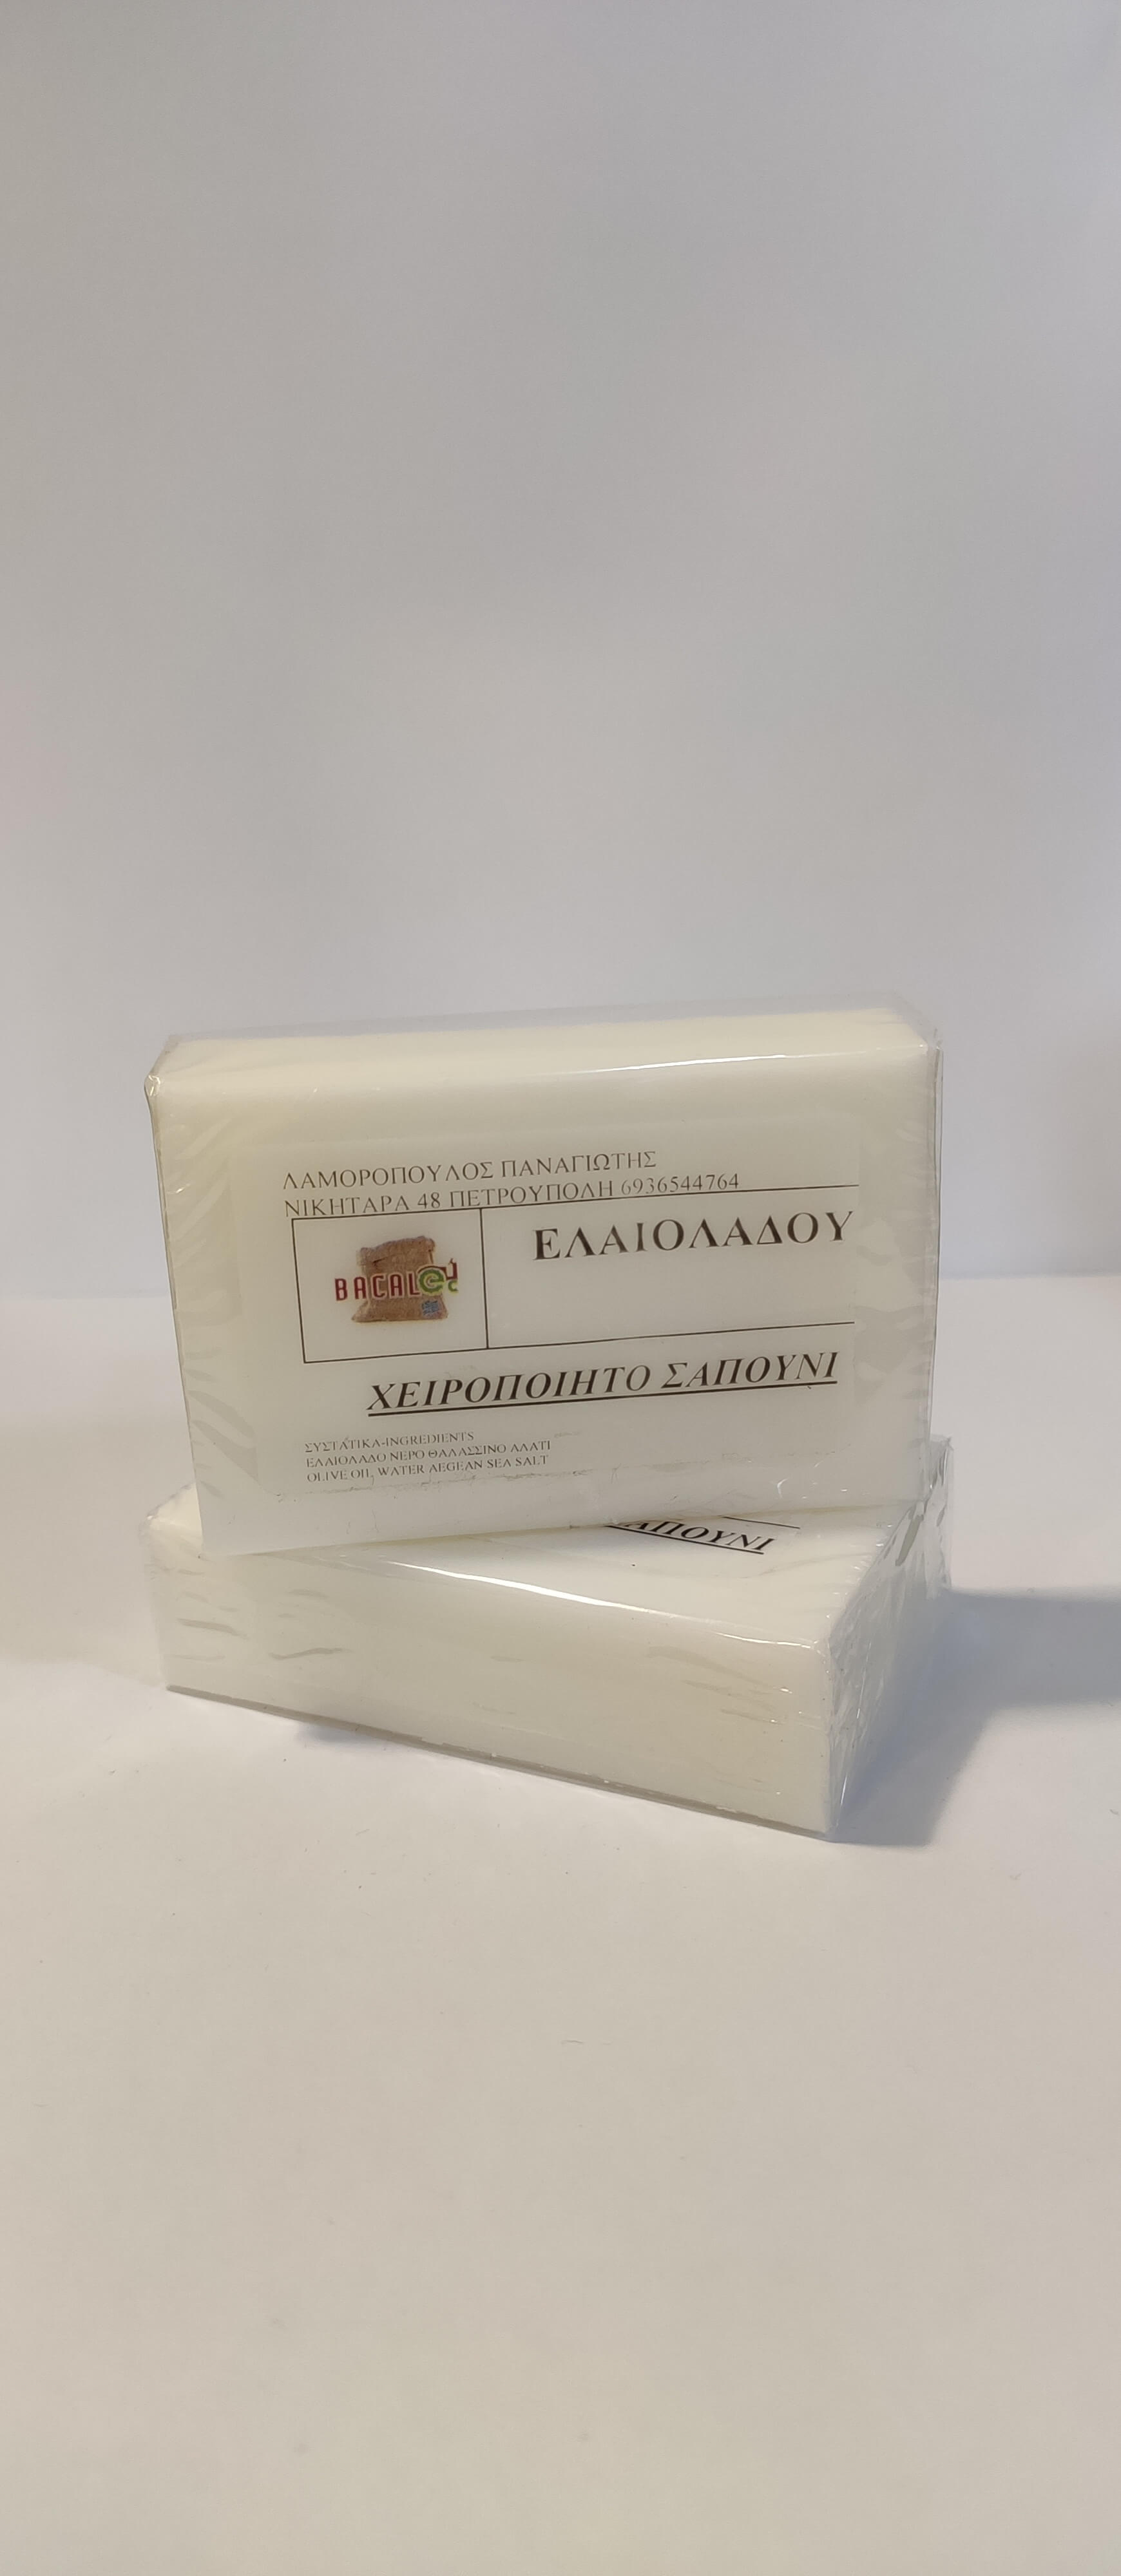 ΛΑΜΟΡΟΠΟΥΛΟΣ ΠΑΝΑΓΙΩΤΗΣ
ΝΙΚΗΤΑΡΑ 48 ΠΕΤΡΟΥΠΟΛΗ 6936544764
ΕΛΑΙΟΛΑΔΟΥ
BACALec
ΧΕΙΡΟΠΟΙΗΤΟ ΣΑΠΟΥΝΙ
ΣΥΣΤΑΤΙΚΑ-INGREDIENTS
ΕΛΑΙΟΛΑΔΟ ΝΕΡΟ ΘΑΛΑΣΣΙΝΟ ΑΛΑΤΙ
OLIVE OIL WATER AEGEAN SEA SALT
ΑΠΟΥΝΙ